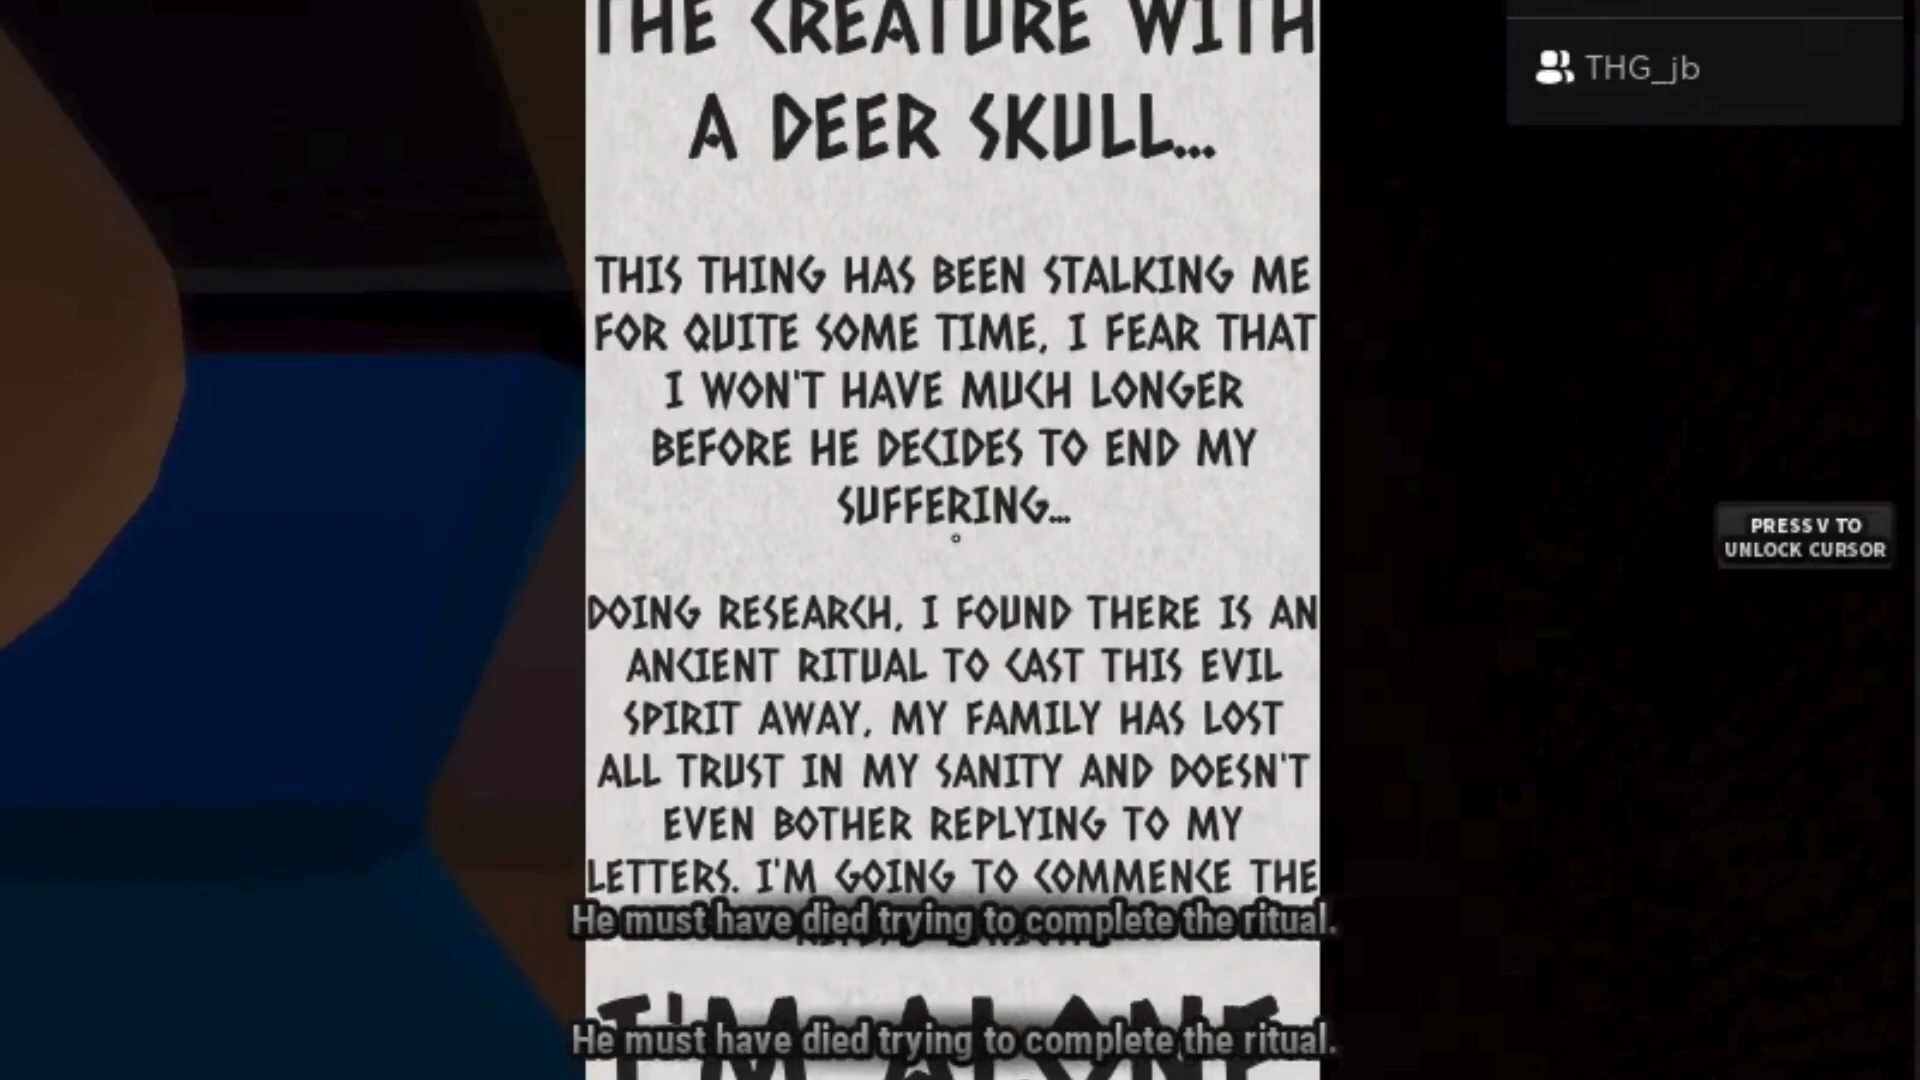 THE CREATURE WITH
A DEER SKULL...
THIS THING HAS BEEN STALKING ME
FOR QUITE SOME TIME, I FEAR THAT
I WON'T HAVE MUCH LONGER
BEFORE HE DECIDES TO END MY
SUFFERING...
DOING RESEARCH, I FOUND THERE IS AN
ANCIENT RITUAL TO CAST THIS EVIL
SPIRIT AWAY, MY FAMILY HAS LOST
ALL TRUST IN MY SANITY AND DOESN'T
EVEN BOTHER REPLYING TO MY
LETTERS. I'M GOING TO COMMENCE THE
He must have died trying to complete the ritual.
I'M ALONE
He must have died trying to complete the ritual.
THG_jb
PRESS V TO
UNLOCK CURSOR